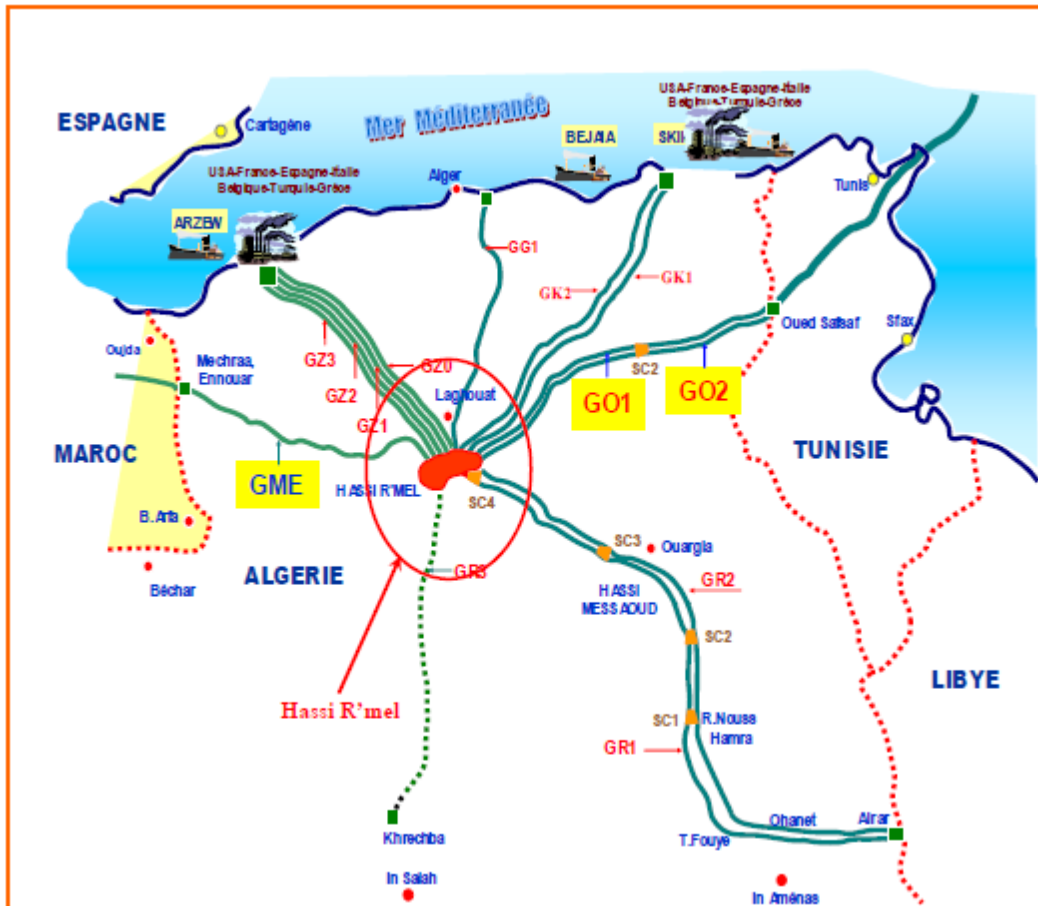 USA-France-Espagne-Italie
Belgique-Turquie-Grèce
ESPAGNE
Cartagène
Mer Méditerranée
BEJAIA
SKI
USA-France-Espagne-Italie
Belgique-Turquie-Grèce
Alger
Tunis
ARZEW
GG1
GK2
GK1
Oued Safsaf
Sfax
Oujda
Mechraa,
Ennouar
GZ3
GZ2
GZ1
GZ0
Laghouat
SC2
GO1
GO2
MAROC
GME
HASSI R'MEL
SC4
TUNISIE
B.Arfa
SC3
Ouargla
Béchar
ALGERIE
GR3
HASSI
MESSAOUD
GR2
SC2
LIBYE
Hassi R'mel
SC1
R.Nouss
Hamra
GR1
Khrechba
T.Fouye
Ohanet
Alrar
In Salah
In Aménas